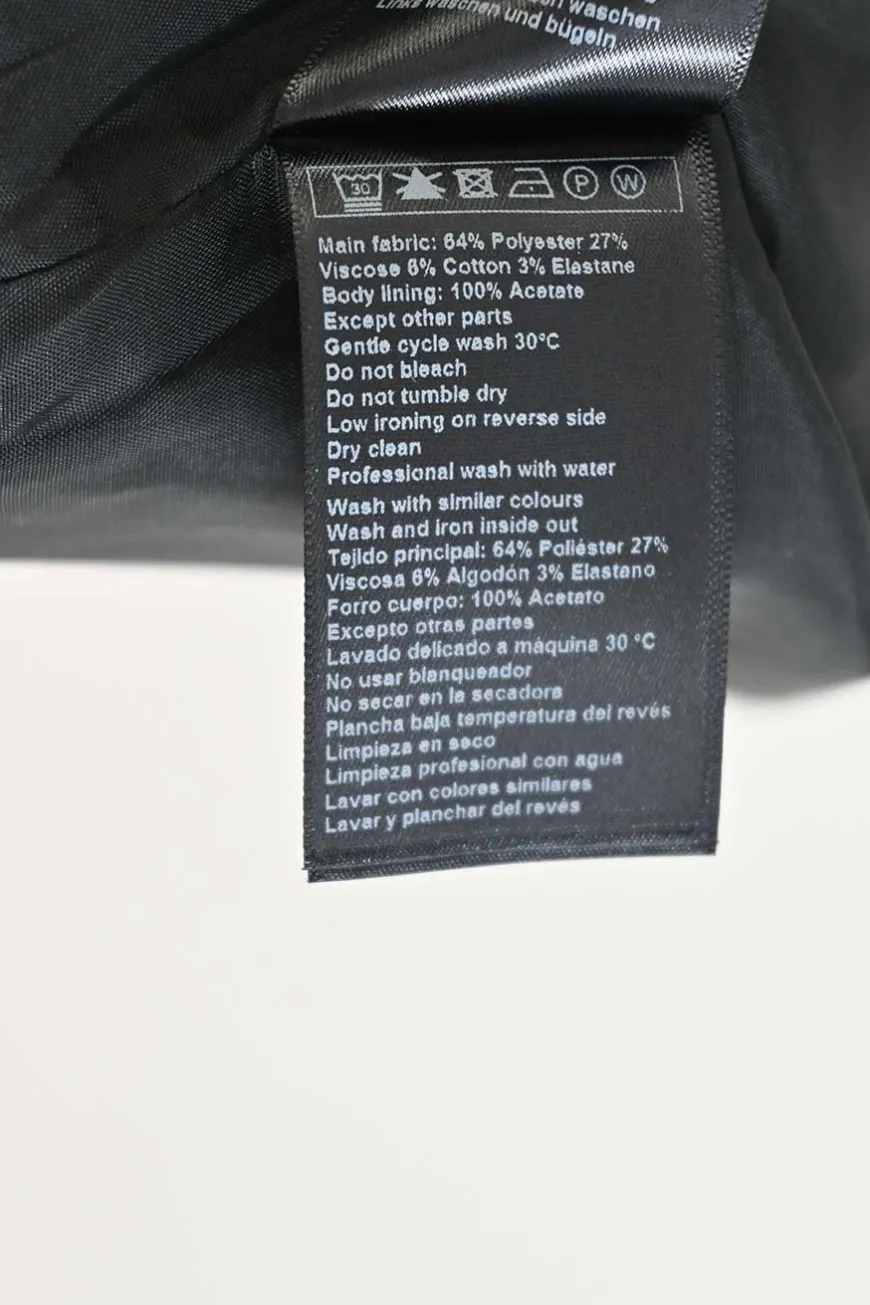 waschen
Links waschen und bügeln
30 P W
Main fabric: 64% Polyester 27%
Viscose 6% Cotton 3% Elastane
Body lining: 100% Acetate
Except other parts
Gentle cycle wash 30°C
Do not bleach
Do not tumble dry
Low ironing on reverse side
Dry clean
Professional wash with water
Wash with similar colours
Wash and iron inside out
Tejido principal: 64% Poliéster 27%
Viscosa 6% Algodón 3% Elastano
Forro cuerpo: 100% Acetato
Excepto otras partes
Lavado delicado a máquina 30 °C
No usar blanqueador
No secar en la secadora
Plancha baja temperatura del revés
Limpieza en seco
Limpieza profesional con agua
Lavar con colores similares
Lavar y planchar del revés